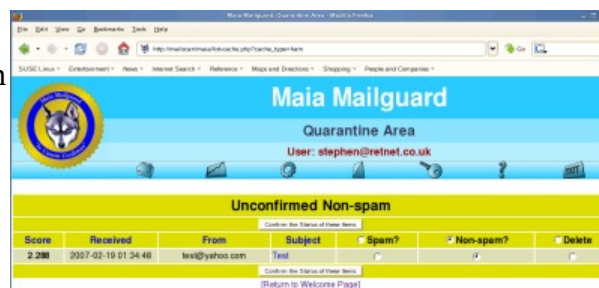 Maia Mailguard: Quarantine Area - Mozilla Firefox
File Edit View Go Bookmarks Tools Help
Go
SUSE Linux Entertainment News Internet Search Reference Maps and Directions Shopping People and Companies
n
Maia Mailguard
Quarantine Area
User: stephen@retnet.co.uk
EXIT
Unconfirmed Non-spam
Confirm the Status of these Items
Score Received From Subject Spam? Non-spam? Delete
2.288 2007-02-19 01:34:48 test@yahoo.com Test
Confirm the Status of these Items
[Return to Welcome Page]